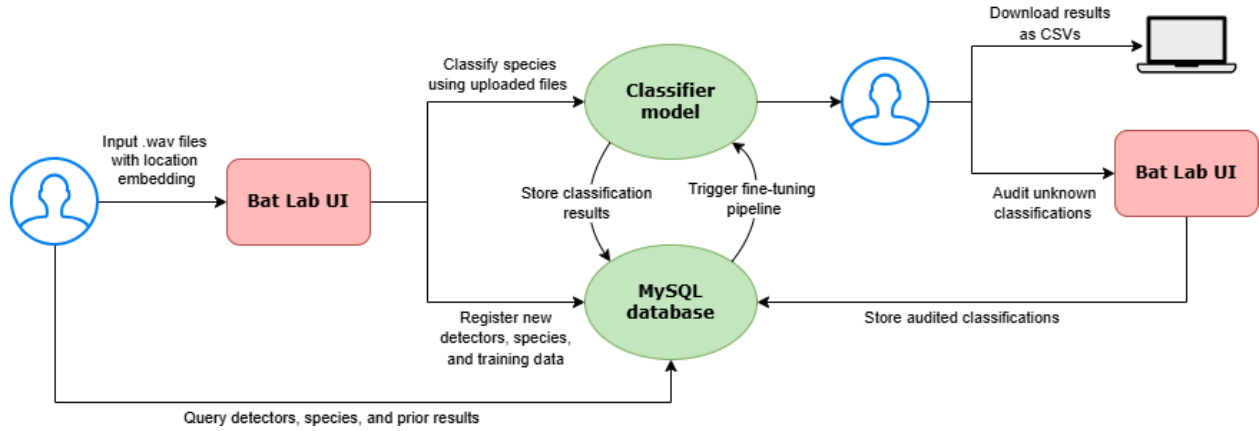 Download results
as CSVs
Classify species
using uploaded files
Classifier
model
Input .wav files
with location
embedding
Bat Lab UI
Store classification
results
Trigger fine-tuning
pipeline
Audit unknown
classifications
Bat Lab UI
MySQL
database
Register new
detectors, species,
and training data
Store audited classifications
Query detectors, species, and prior results